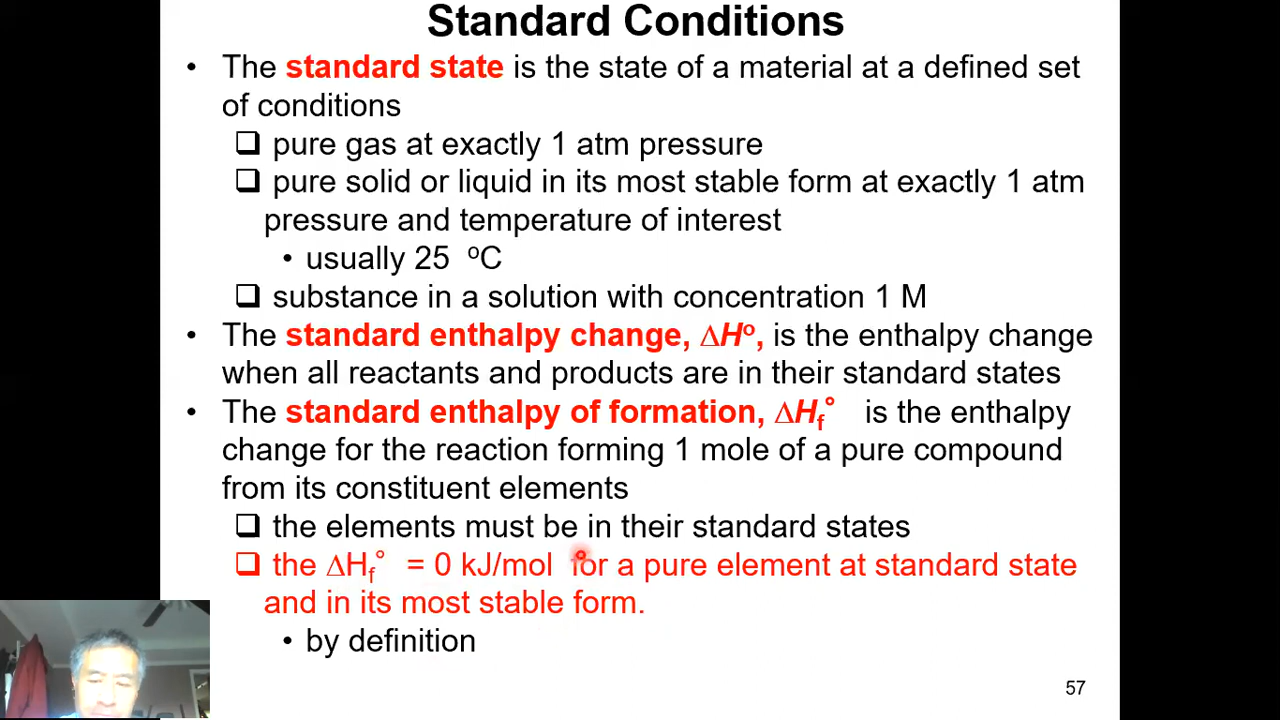 Standard Conditions
• The standard state is the state of a material at a defined set
of conditions
❑ pure gas at exactly 1 atm pressure
❑ pure solid or liquid in its most stable form at exactly 1 atm
pressure and temperature of interest
• usually 25 ºC
❑ substance in a solution with concentration 1 M
• The standard enthalpy change, ∆Hº, is the enthalpy change
when all reactants and products are in their standard states
• The standard enthalpy of formation, ∆Hf° is the enthalpy
change for the reaction forming 1 mole of a pure compound
from its constituent elements
❑ the elements must be in their standard states
❑ the ∆Hf° = 0 kJ/mol for a pure element at standard state
and in its most stable form.
• by definition
57